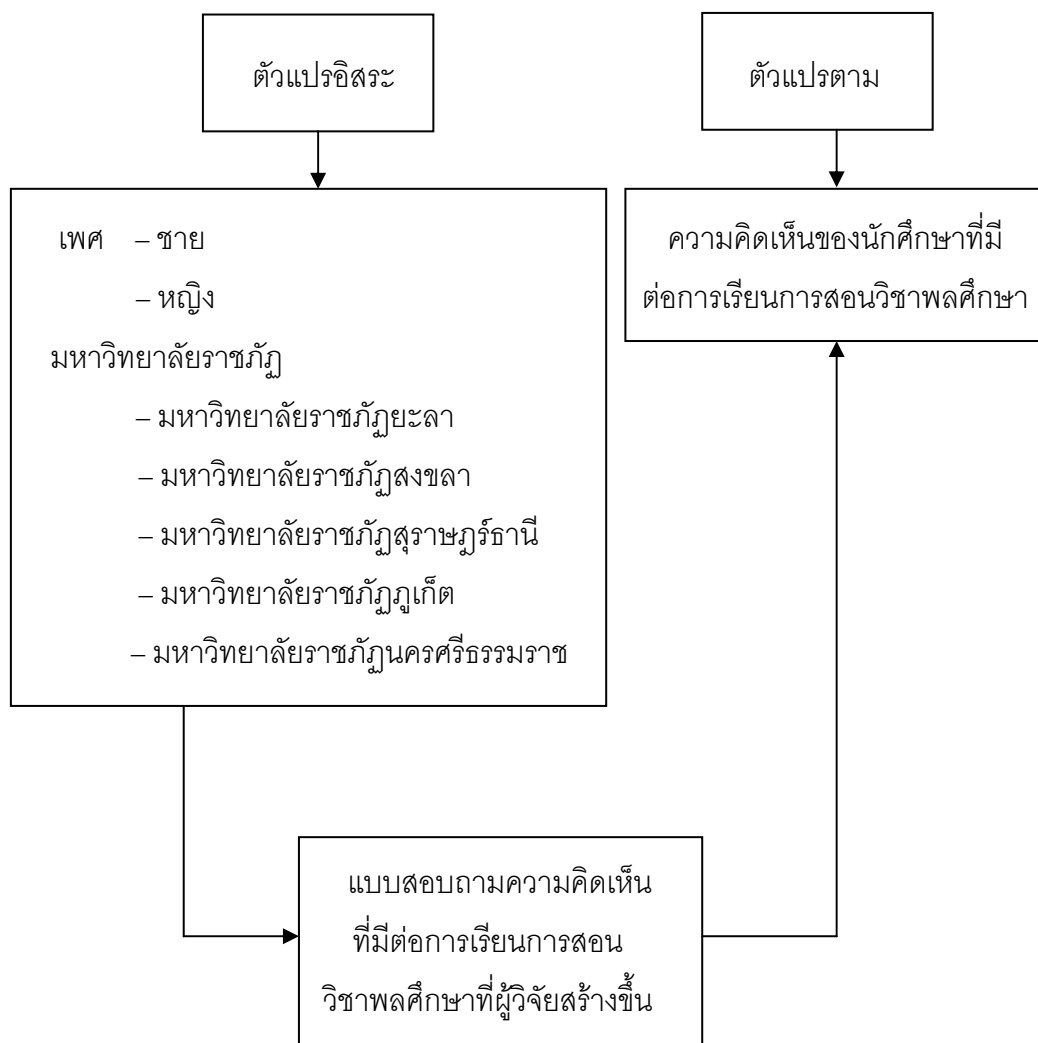 ตัวแปรอิสระ
ตัวแปรตาม
เพศ – ชาย
– หญิง
มหาวิทยาลัยราชภัฏ
– มหาวิทยาลัยราชภัฏยะลา
– มหาวิทยาลัยราชภัฏสงขลา
– มหาวิทยาลัยราชภัฏสุราษฎร์ธานี
– มหาวิทยาลัยราชภัฏภูเก็ต
– มหาวิทยาลัยราชภัฏนครศรีธรรมราช
ความคิดเห็นของนักศึกษาที่มี
ต่อการเรียนการสอนวิชาพลศึกษา
แบบสอบถามความคิดเห็น
ที่มีต่อการเรียนการสอน
วิชาพลศึกษาที่ผู้วิจัยสร้างขึ้น